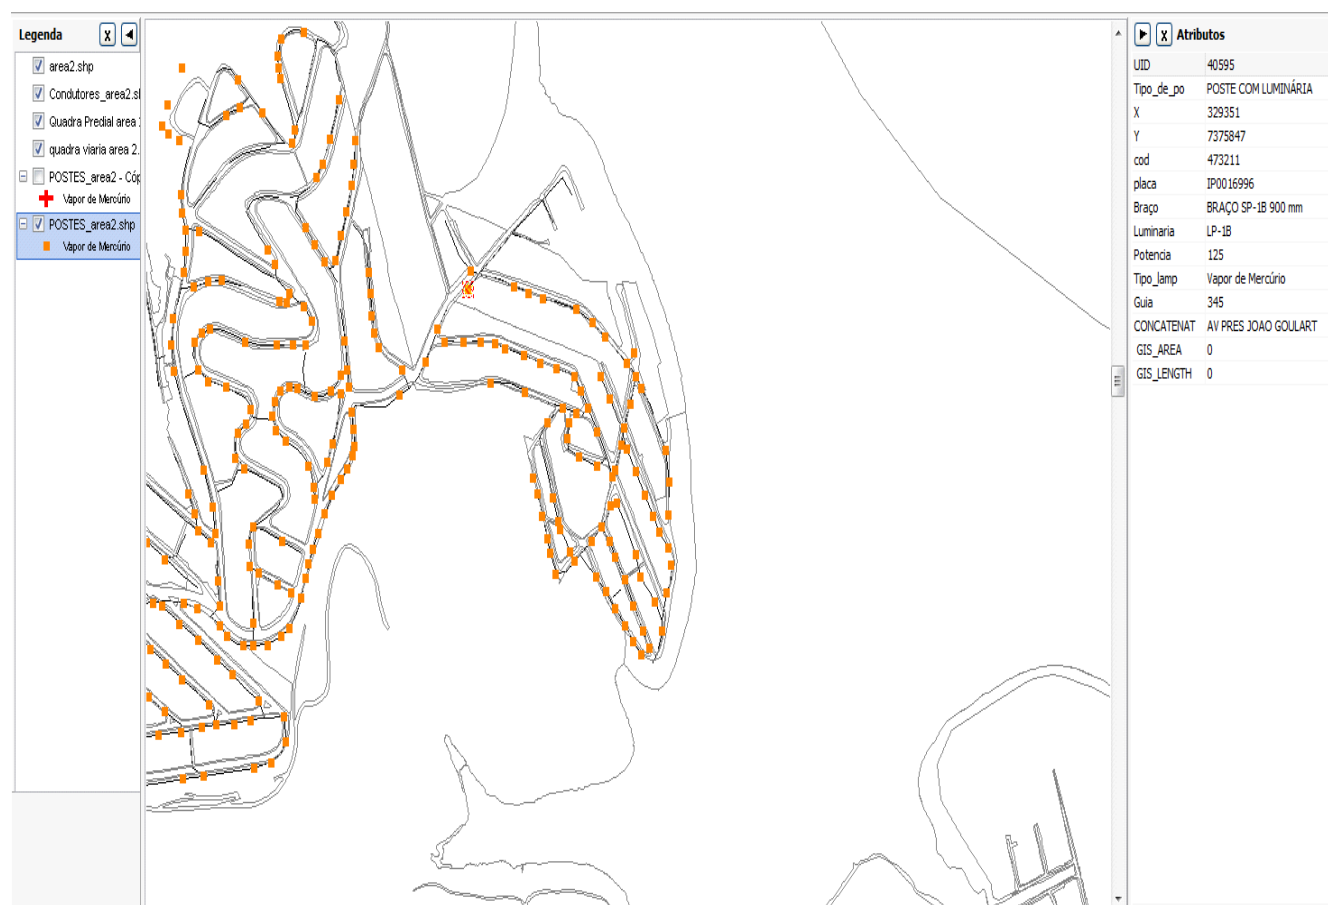 Legenda
area2.shp
Condutores_area2.sl
Quadra Predial area
quadra viaria area 2.
POSTES_area2 - Cóp
Vapor de Mercúrio
POSTES_area2.shp
Vapor de Mercúrio
x Atributos
UID 40595
Tipo_de_po POSTE COM LUMINÁRIA
X 329351
Y 7375847
cod 473211
placa IP0016996
Braço BRAÇO SP-1B 900 mm
Luminaria LP-1B
Potencia 125
Tipo_lamp Vapor de Mercúrio
Guia 345
CONCATENAT AV PRES JOAO GOULART
GIS_AREA 0
GIS_LENGTH 0